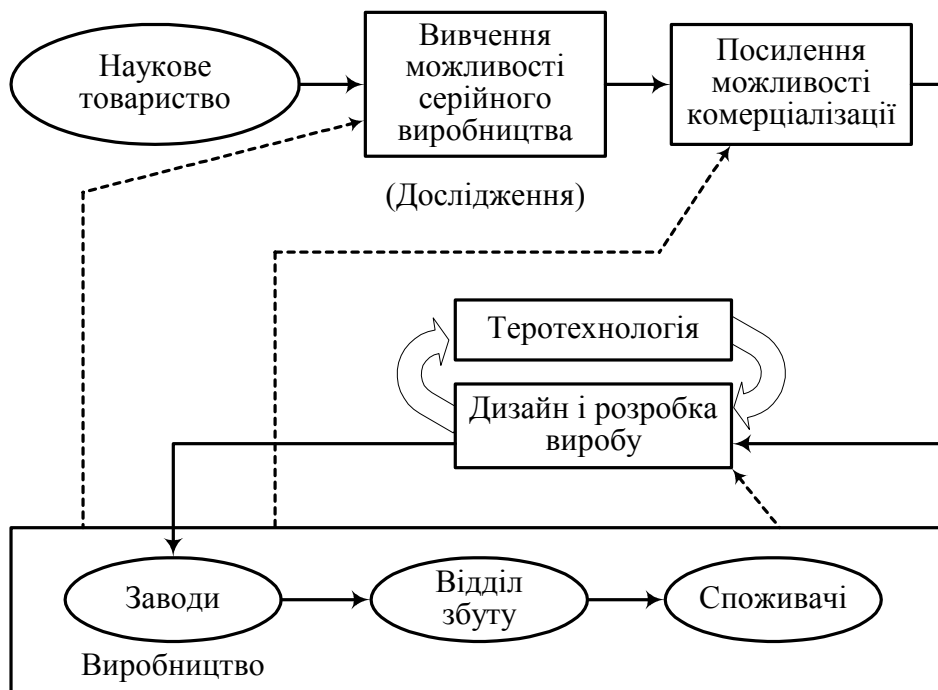 Наукове
товариство
Вивчення
можливості
серійного
виробництва
Посилення
можливості
комерціалізації
(Дослідження)
Теротехнологія
Дизайн і розробка
виробу
Заводи
Відділ
збуту
Споживачі
Виробництво